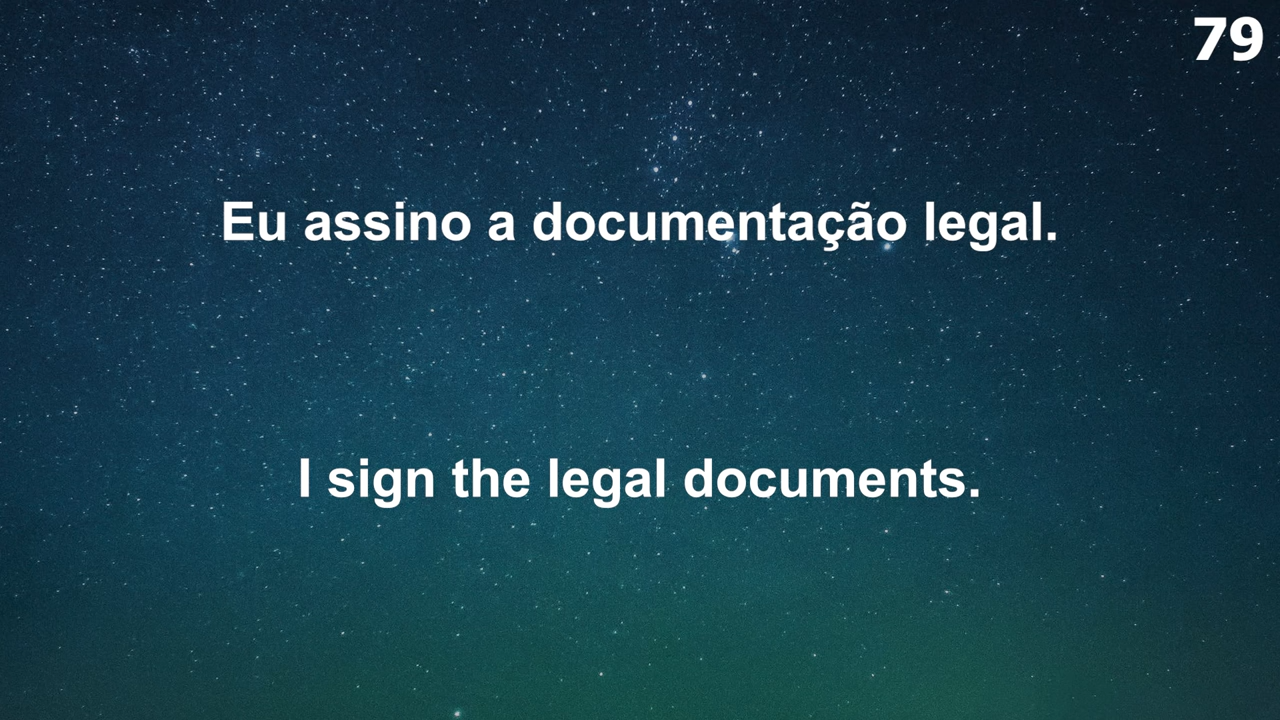 79
Eu assino a documentação legal.
I sign the legal documents.